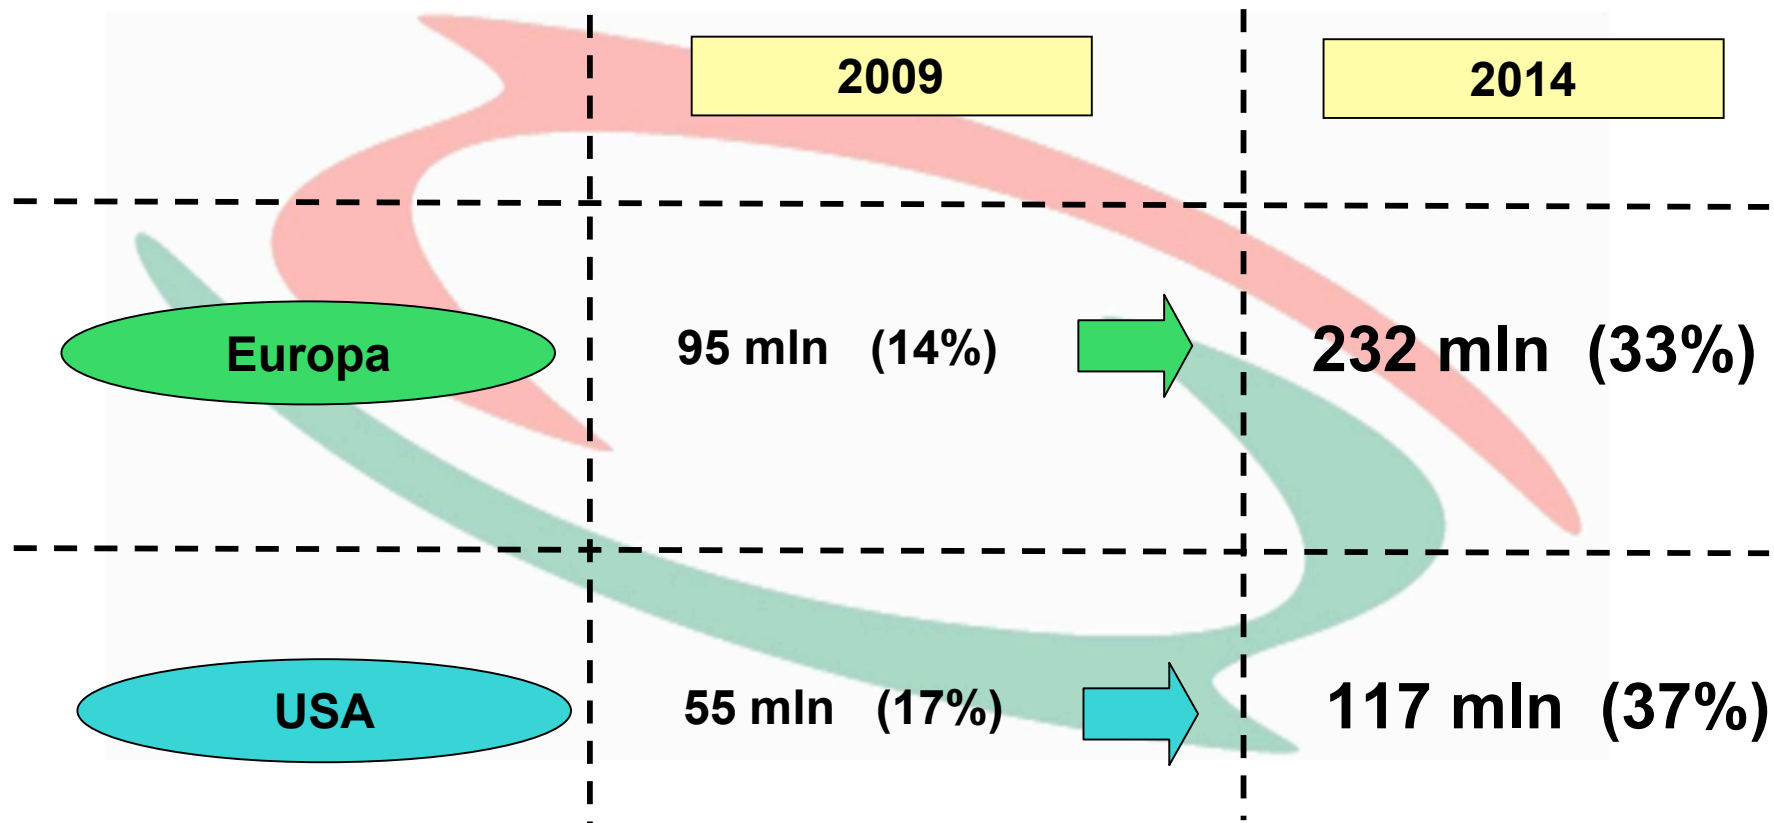 2009 2014
Europa 95 mln (14%) 232 mln (33%)
USA 55 mln (17%) 117 mln (37%)